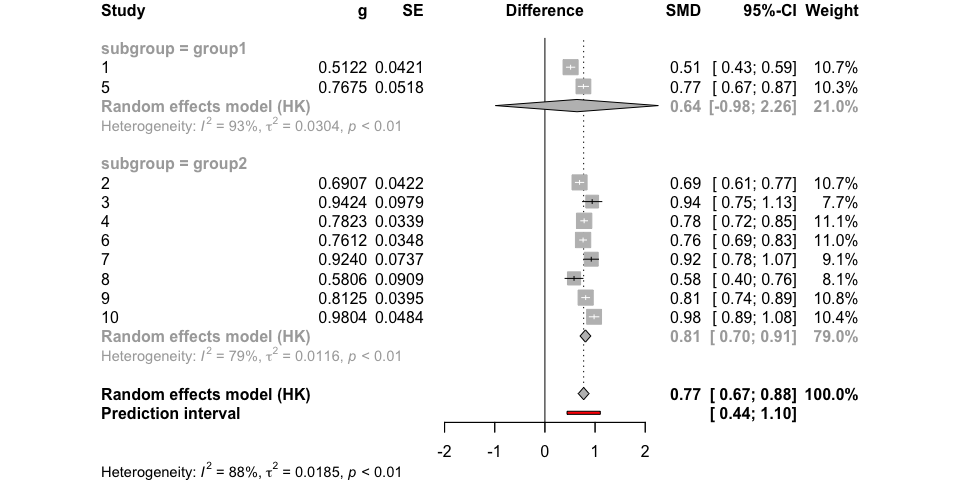 Study g SE Difference SMD 95%-CI Weight
subgroup = group1
1 0.5122 0.0421 0.51 [ 0.43; 0.59] 10.7%
5 0.7675 0.0518 0.77 [ 0.67; 0.87] 10.3%
Random effects model (HK) 0.64 [-0.98; 2.26] 21.0%
Heterogeneity: I² = 93%, τ² = 0.0304, p < 0.01
subgroup = group2
2 0.6907 0.0422 0.69 [ 0.61; 0.77] 10.7%
3 0.9424 0.0979 0.94 [ 0.75; 1.13] 7.7%
4 0.7823 0.0339 0.78 [ 0.72; 0.85] 11.1%
6 0.7612 0.0348 0.76 [ 0.69; 0.83] 11.0%
7 0.9240 0.0737 0.92 [ 0.78; 1.07] 9.1%
8 0.5806 0.0909 0.58 [ 0.40; 0.76] 8.1%
9 0.8125 0.0395 0.81 [ 0.74; 0.89] 10.8%
10 0.9804 0.0484 0.98 [ 0.89; 1.08] 10.4%
Random effects model (HK) 0.81 [ 0.70; 0.91] 79.0%
Heterogeneity: I² = 79%, τ² = 0.0116, p < 0.01
Random effects model (HK) 0.77 [ 0.67; 0.88] 100.0%
Prediction interval [ 0.44; 1.10]
-2 -1 0 1 2
Heterogeneity: I² = 88%, τ² = 0.0185, p < 0.01